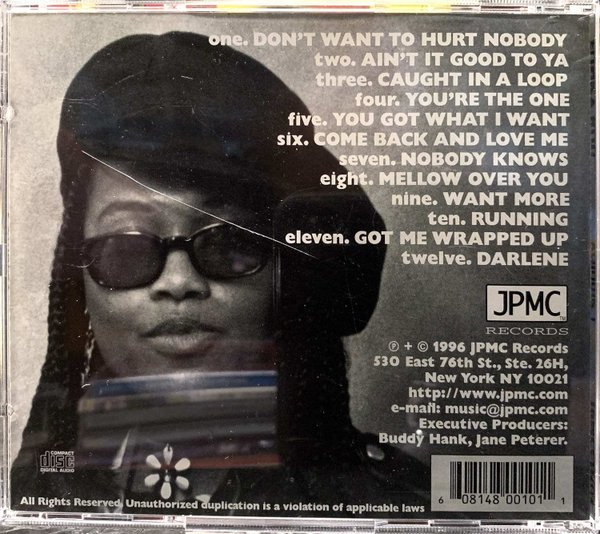 one. DON'T WANT TO HURT NOBODY
two. AIN'T IT GOOD TO YA
three. CAUGHT IN A LOOP
four. YOU'RE THE ONE
five. YOU GOT WHAT I WANT
six. COME BACK AND LOVE ME
seven. NOBODY KNOWS
eight. MELLOW OVER YOU
nine. WANT MORE
ten. RUNNING
eleven. GOT ME WRAPPED UP
twelve. DARLENE
JPMC TM
RECORDS
℗ + © 1996 JPMC Records
530 East 76th St., Ste. 26H,
New York NY 10021
http://www.jpmc.com
e-mail: music@jpmc.com
Executive Producers:
Buddy Hank, Jane Peterer.
COMPACT
disc
DIGITAL AUDIO
All Rights Reserved. Unauthorized duplication is a violation of applicable laws
6 08148 00101 1